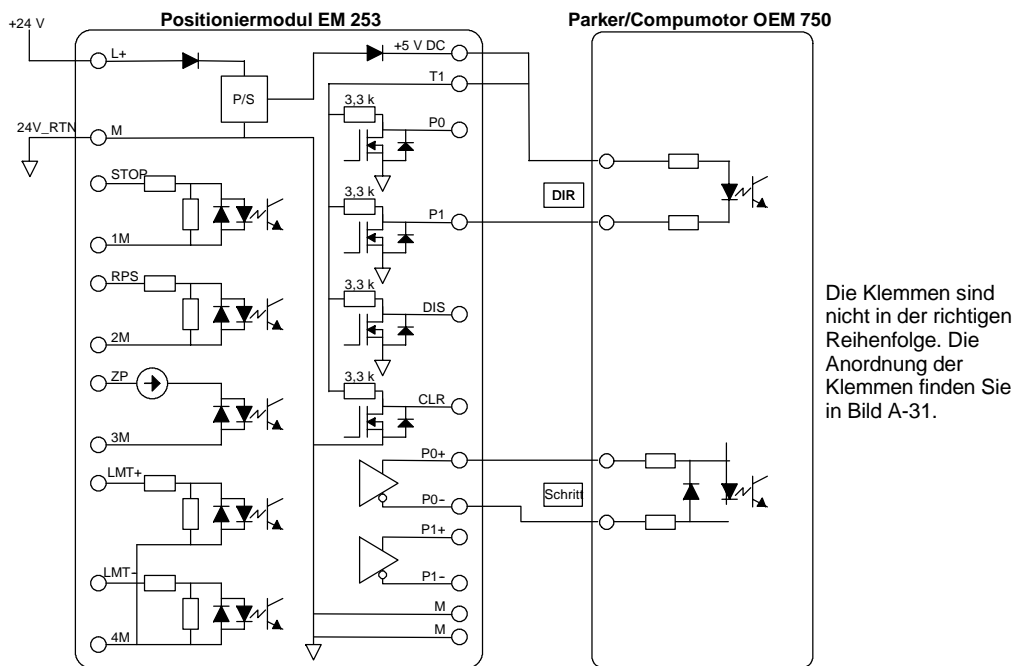 Positioniermodul EM 253
Parker/Compumotor OEM 750
+24 V
L+
+5 V DC
T1
P/S
3,3 k
P0
24V_RTN
M
STOP
3,3 k
DIR
P1
1M
RPS
3,3 k
DIS
2M
ZP
3,3 k
CLR
3M
Die Klemmen sind
nicht in der richtigen
Reihenfolge. Die
Anordnung der
Klemmen finden Sie
in Bild A-31.
LMT+
P0+
Schritt
P0-
P1+
LMT-
P1-
M
4M
M